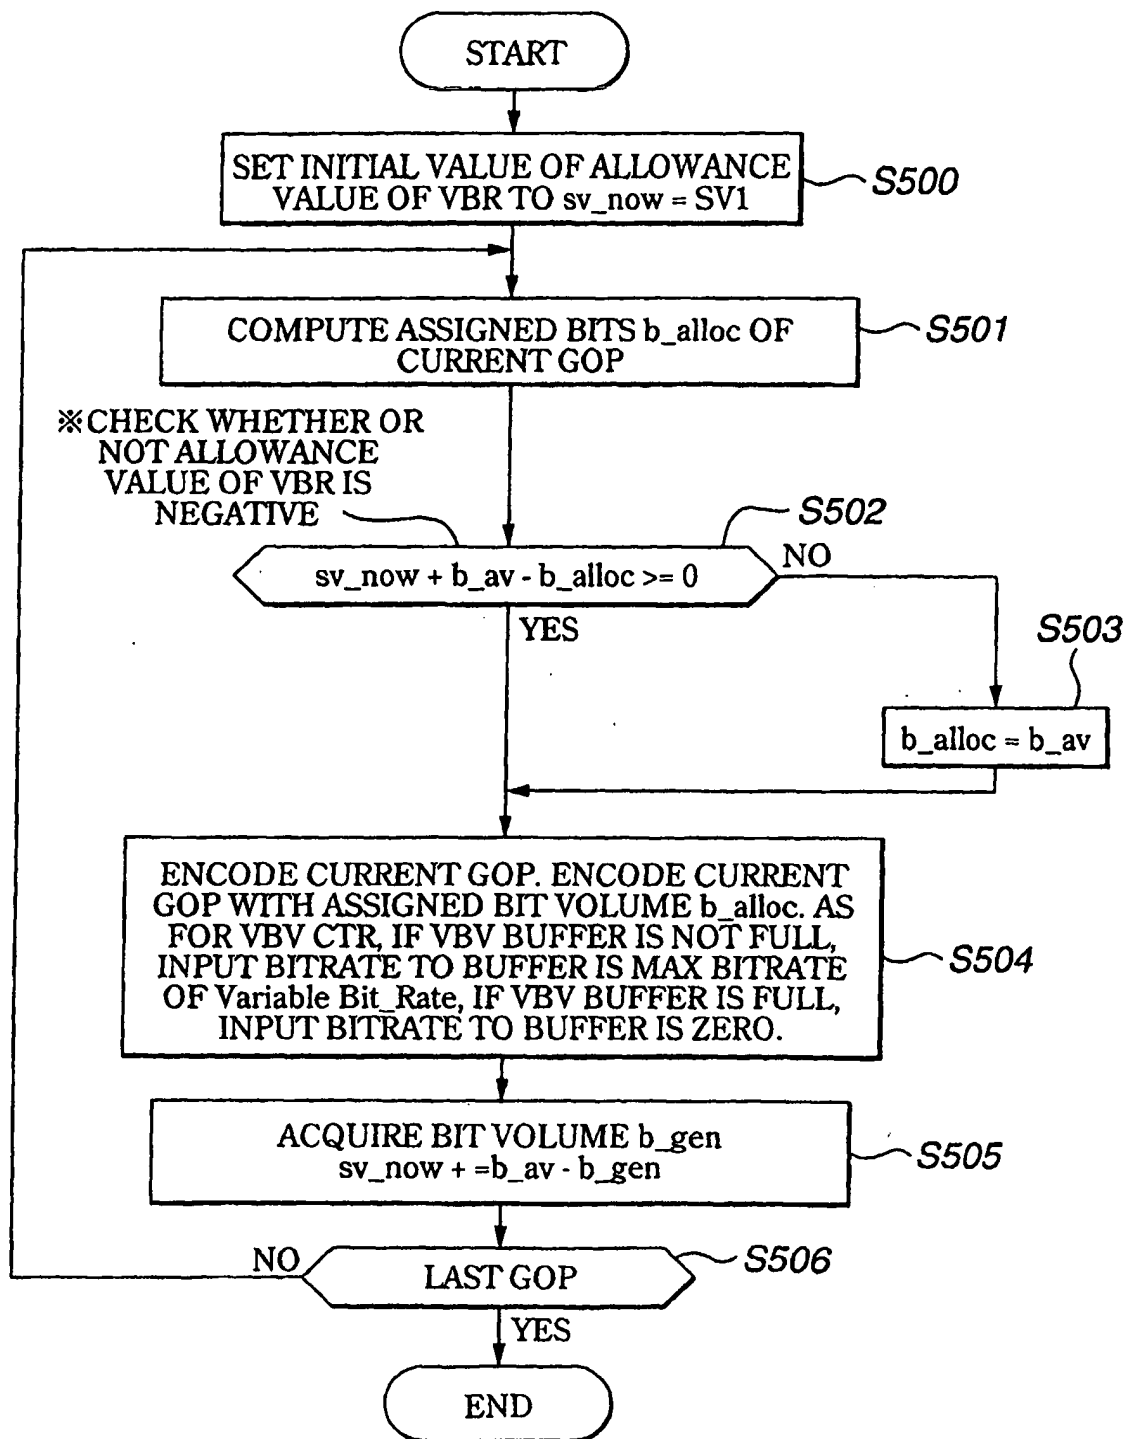 START
SET INITIAL VALUE OF ALLOWANCE
VALUE OF VBR TO sv_now = SV1
S500
COMPUTE ASSIGNED BITS b_alloc OF
CURRENT GOP
S501
※CHECK WHETHER OR
NOT ALLOWANCE
VALUE OF VBR IS
NEGATIVE
S502
sv_now + b_av - b_alloc >= 0
NO
YES
S503
b_alloc = b_av
ENCODE CURRENT GOP. ENCODE CURRENT
GOP WITH ASSIGNED BIT VOLUME b_alloc. AS
FOR VBV CTR, IF VBV BUFFER IS NOT FULL,
INPUT BITRATE TO BUFFER IS MAX BITRATE
OF Variable Bit_Rate, IF VBV BUFFER IS FULL,
INPUT BITRATE TO BUFFER IS ZERO.
S504
ACQUIRE BIT VOLUME b_gen
sv_now + =b_av - b_gen
S505
NO
LAST GOP
S506
YES
END